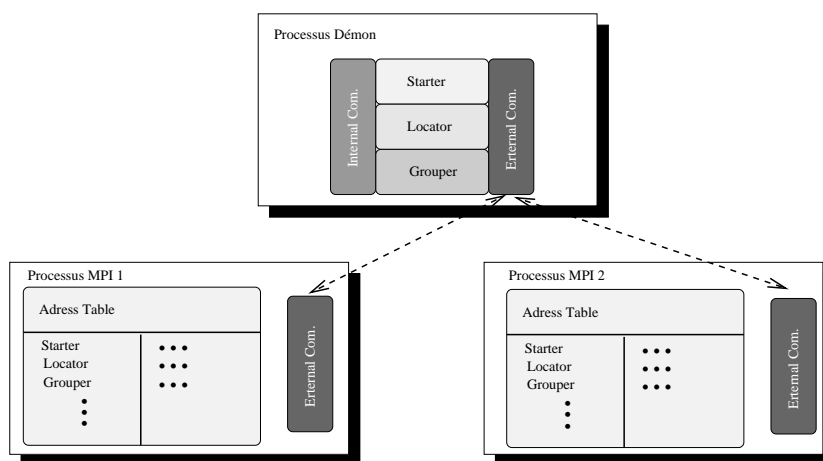 Processus Démon
Internal Com.
Starter
Locator
Grouper
Erternal Com.
Processus MPI 1
Adress Table
Starter
Locator
Grouper
Erternal Com.
Processus MPI 2
Adress Table
Starter
Locator
Grouper
Erternal Com.